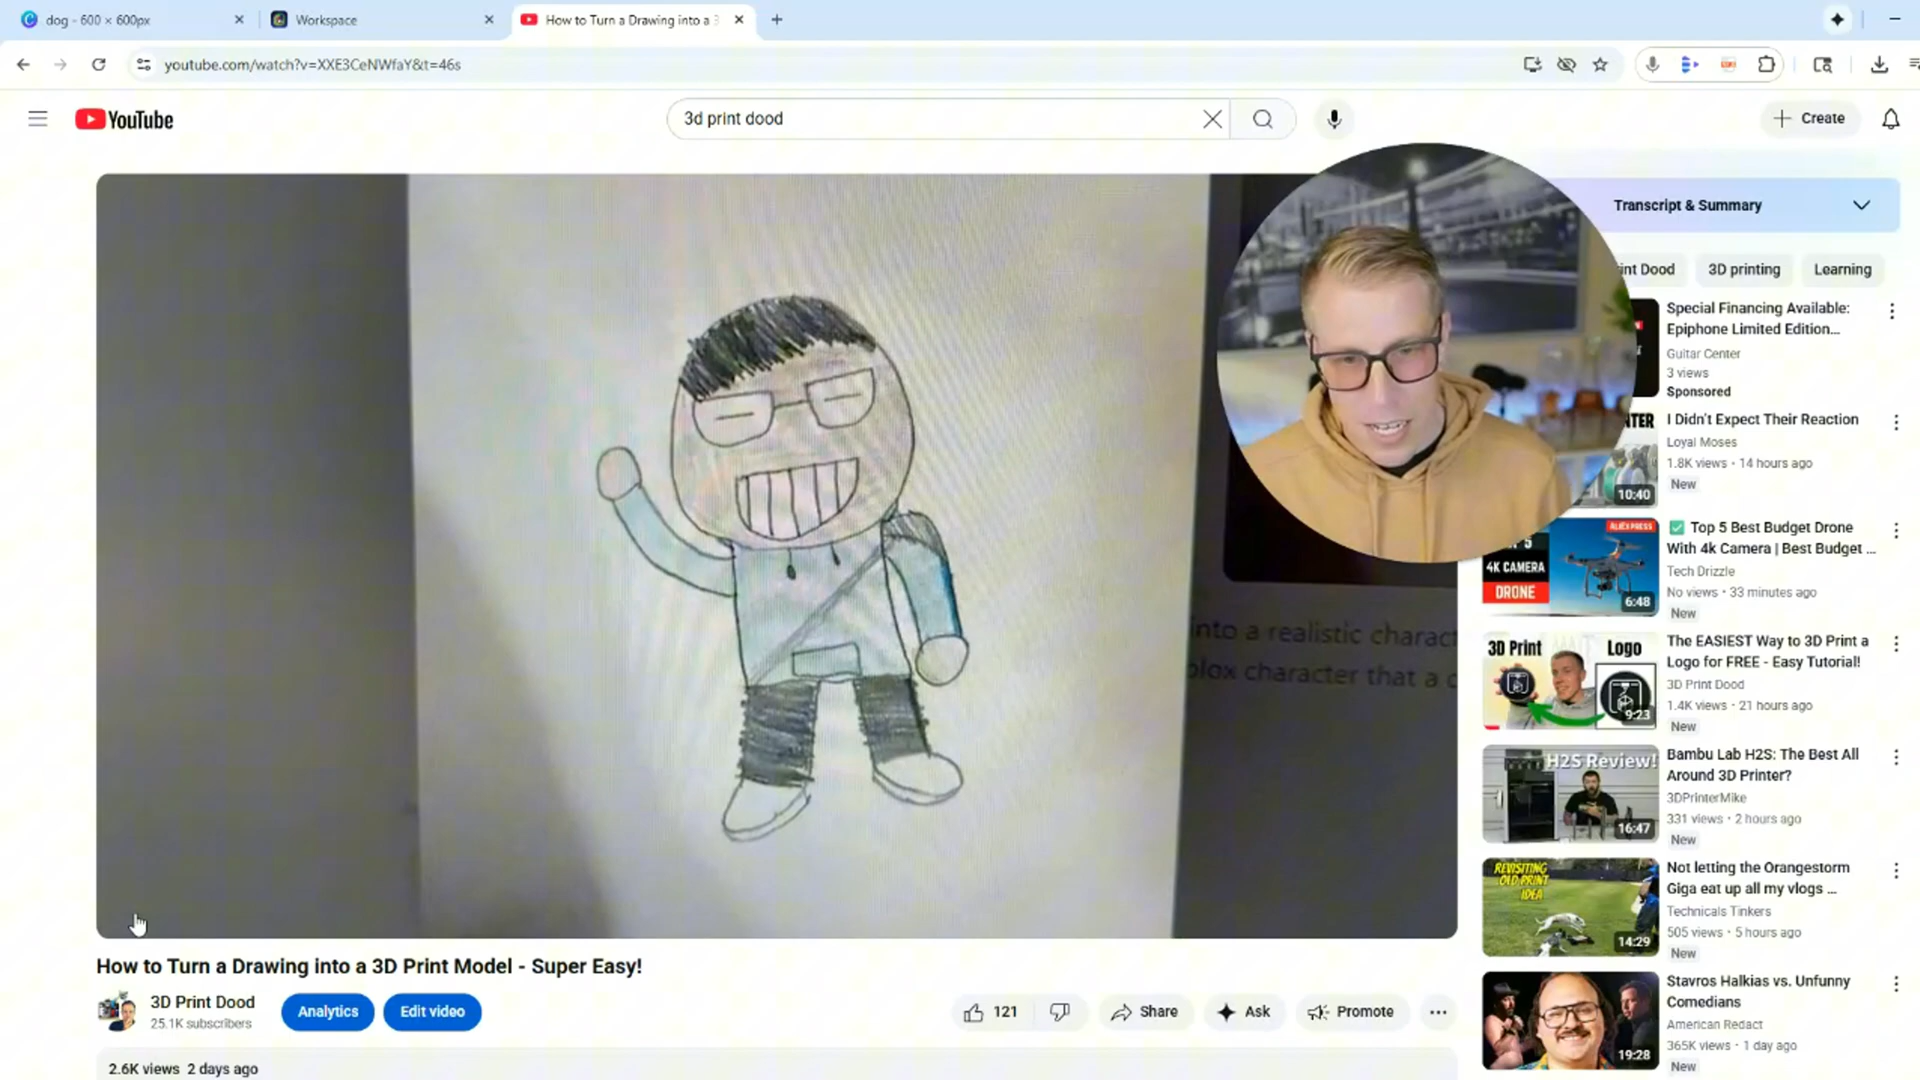 dog - 600 × 600px
Workspace
How to Turn a Drawing into a
youtube.com/watch?v=XXE3CeNWfaY&t=46s
YouTube
3d print dood
Create
Transcript & Summary
int Dood
3D printing
Learning
Special Financing Available:
Epiphone Limited Edition...
Guitar Center
3 views
Sponsored
NTER
10:40
I Didn't Expect Their Reaction
Loyal Moses
1.8K views • 14 hours ago
New
ALIEXPRESS
5
4K CAMERA
DRONE
6:48
✅ Top 5 Best Budget Drone
With 4k Camera | Best Budget ...
Tech Drizzle
No views • 33 minutes ago
New
3D Print
Logo
9:23
The EASIEST Way to 3D Print a
Logo for FREE - Easy Tutorial!
3D Print Dood
1.4K views • 21 hours ago
New
H2S Review!
16:47
Bambu Lab H2S: The Best All
Around 3D Printer?
3DPrinterMike
331 views • 2 hours ago
New
REVISITING
OLD PRINT
IDEA
14:29
Not letting the Orangestorm
Giga eat up all my vlogs ...
Technicals Tinkers
505 views • 5 hours ago
New
19:28
Stavros Halkias vs. Unfunny
Comedians
American Redact
365K views • 1 day ago
New
into a realistic charact
blox character that a c
How to Turn a Drawing into a 3D Print Model - Super Easy!
3D Print Dood
25.1K subscribers
Analytics
Edit video
121
Share
Ask
Promote
2.6K views 2 days ago